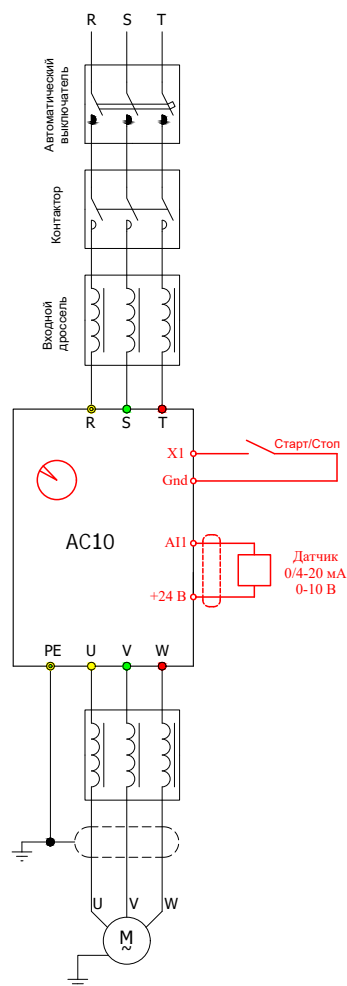 R S T
Автоматический
выключатель
Контактор
Входной
дроссель
R S T
X1
Старт/Стоп
Gnd
AC10
AI1
Датчик
0/4-20 мА
0-10 В
+24 В
PE U V W
U V W
M
~